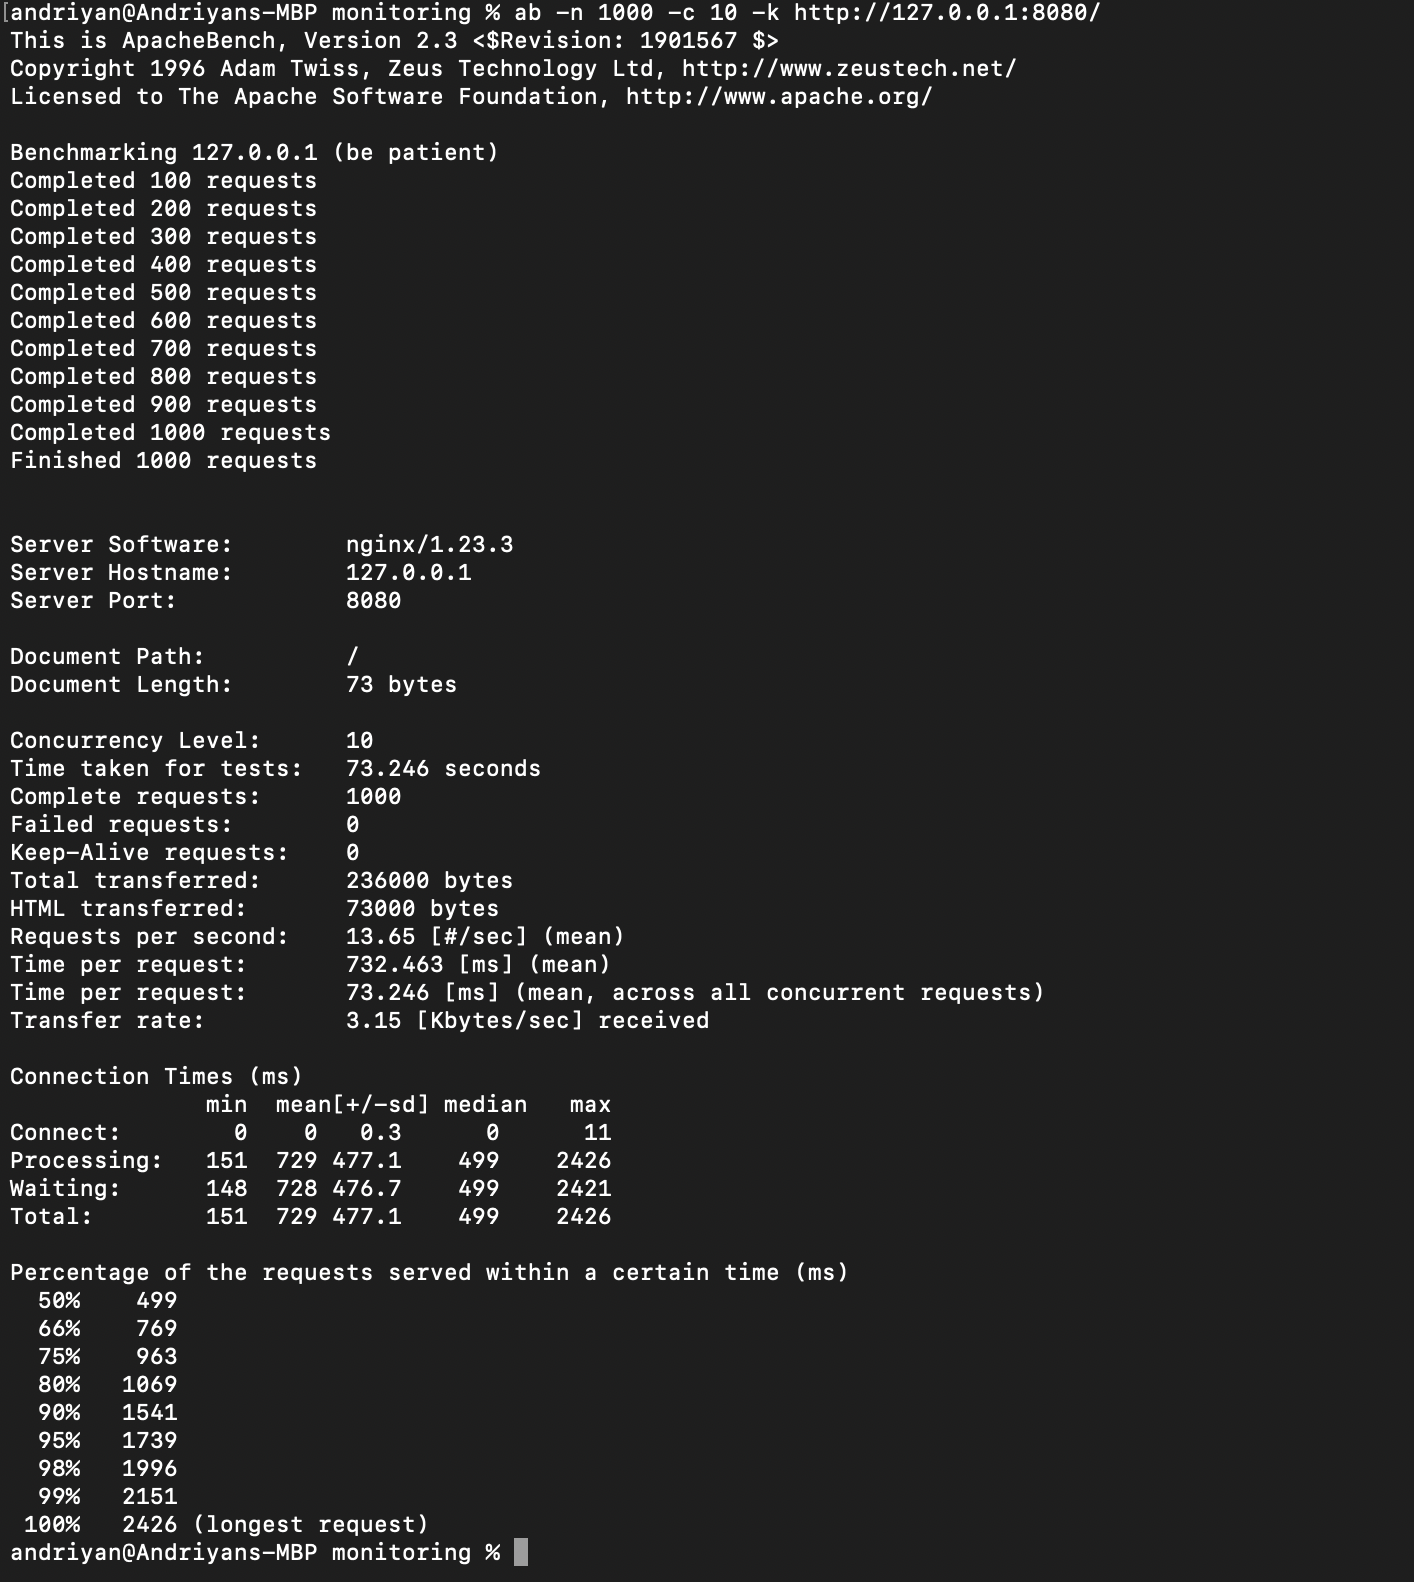 [andriyan@Andriyans-MBP monitoring % ab -n 1000 -c 10 -k http://127.0.0.1:8080/
This is ApacheBench, Version 2.3 <$Revision: 1901567 $>
Copyright 1996 Adam Twiss, Zeus Technology Ltd, http://www.zeustech.net/
Licensed to The Apache Software Foundation, http://www.apache.org/

Benchmarking 127.0.0.1 (be patient)
Completed 100 requests
Completed 200 requests
Completed 300 requests
Completed 400 requests
Completed 500 requests
Completed 600 requests
Completed 700 requests
Completed 800 requests
Completed 900 requests
Completed 1000 requests
Finished 1000 requests


Server Software:        nginx/1.23.3
Server Hostname:        127.0.0.1
Server Port:            8080

Document Path:          /
Document Length:        73 bytes

Concurrency Level:      10
Time taken for tests:   73.246 seconds
Complete requests:      1000
Failed requests:        0
Keep-Alive requests:    0
Total transferred:      236000 bytes
HTML transferred:       73000 bytes
Requests per second:    13.65 [#/sec] (mean)
Time per request:       732.463 [ms] (mean)
Time per request:       73.246 [ms] (mean, across all concurrent requests)
Transfer rate:          3.15 [Kbytes/sec] received

Connection Times (ms)
              min  mean[+/-sd] median   max
Connect:        0    0   0.3      0      11
Processing:   151  729 477.1    499    2426
Waiting:      148  728 476.7    499    2421
Total:        151  729 477.1    499    2426

Percentage of the requests served within a certain time (ms)
  50%    499
  66%    769
  75%    963
  80%   1069
  90%   1541
  95%   1739
  98%   1996
  99%   2151
 100%   2426 (longest request)
andriyan@Andriyans-MBP monitoring %